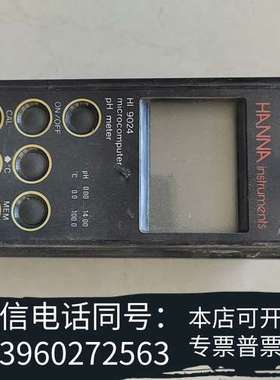 HANNA
instruments
HI 9024
microcomputer
pH meter
ON/OFF
CAL
°C
MEM
pH 0.00 14.00
°C 0.0 100.0
信电话同号：
3960272563
本店可开
专票普票